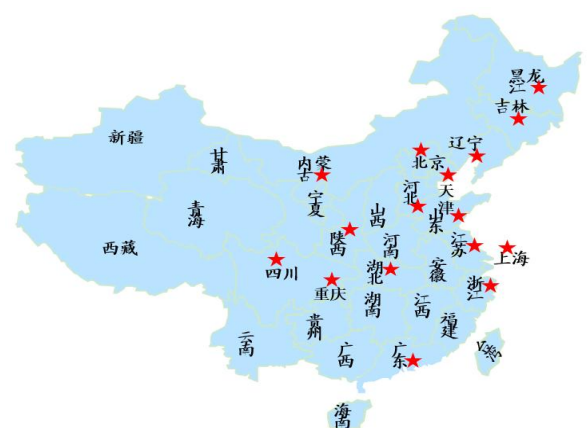 黑龙江
吉林
辽宁
新疆
甘肃
内蒙古
北京
天津
河北
宁夏
山西
山东
青海
陕西
河南
江苏
西藏
四川
湖北
安徽
上海
重庆
浙江
湖南
江西
贵州
福建
云南
广西
广东
台湾
海南